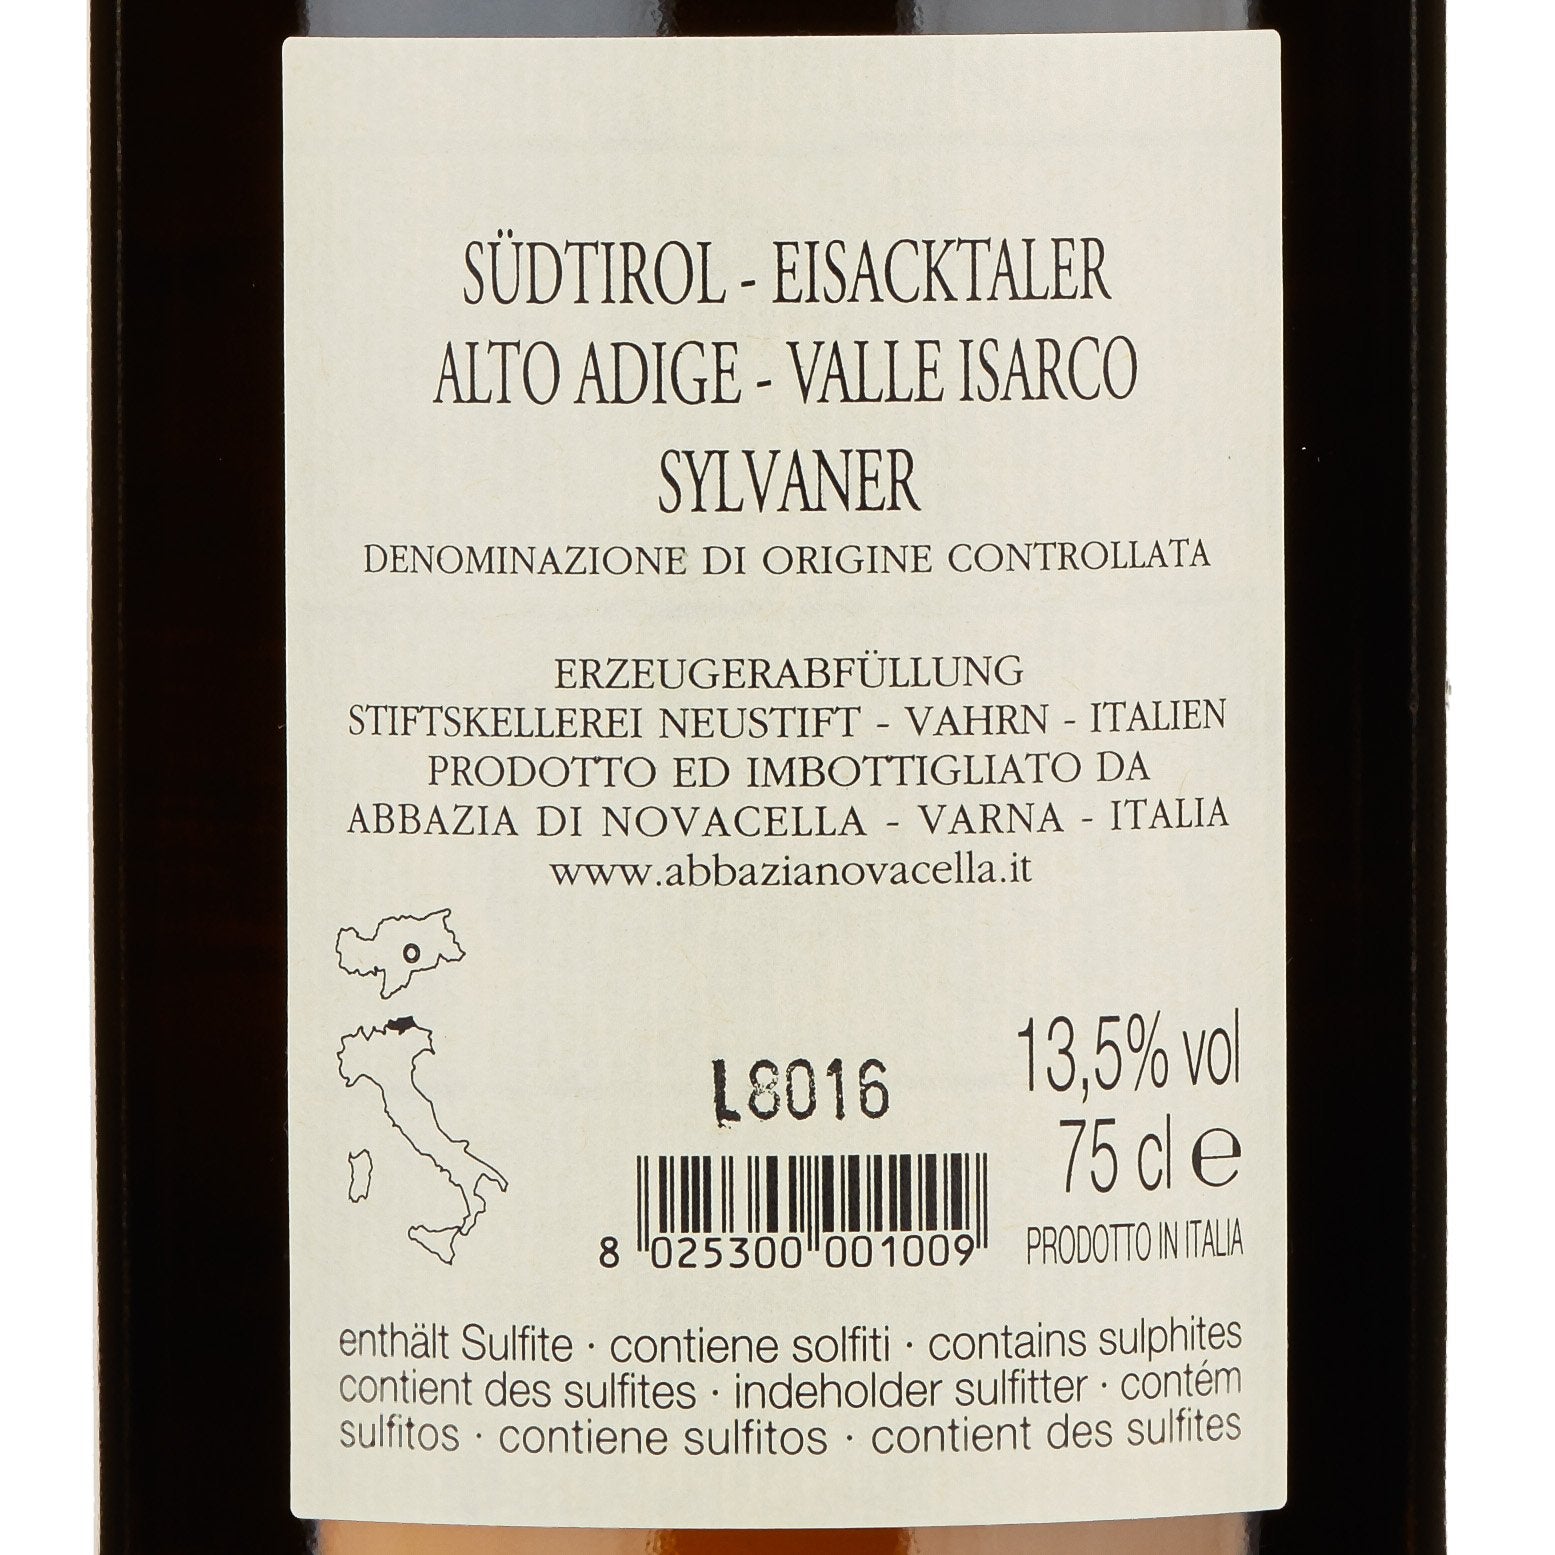 SÜDTIROL - EISACKTALER
ALTO ADIGE - VALLE ISARCO
SYLVANER
DENOMINAZIONE DI ORIGINE CONTROLLATA
ERZEUGERABFÜLLUNG
STIFTSKELLEREI NEUSTIFT - VAHRN - ITALIEN
PRODOTTO ED IMBOTTIGLIATO DA
ABBAZIA DI NOVACELLA - VARNA - ITALIA
www.abbazianovacella.it
L8016
13,5% vol
75 cl e
8 025300 001009
PRODOTTO IN ITALIA
enthält Sulfite · contiene solfiti · contains sulphites
contient des sulfites · indeholder sulfitter · contém
sulfitos · contiene sulfitos · contient des sulfites